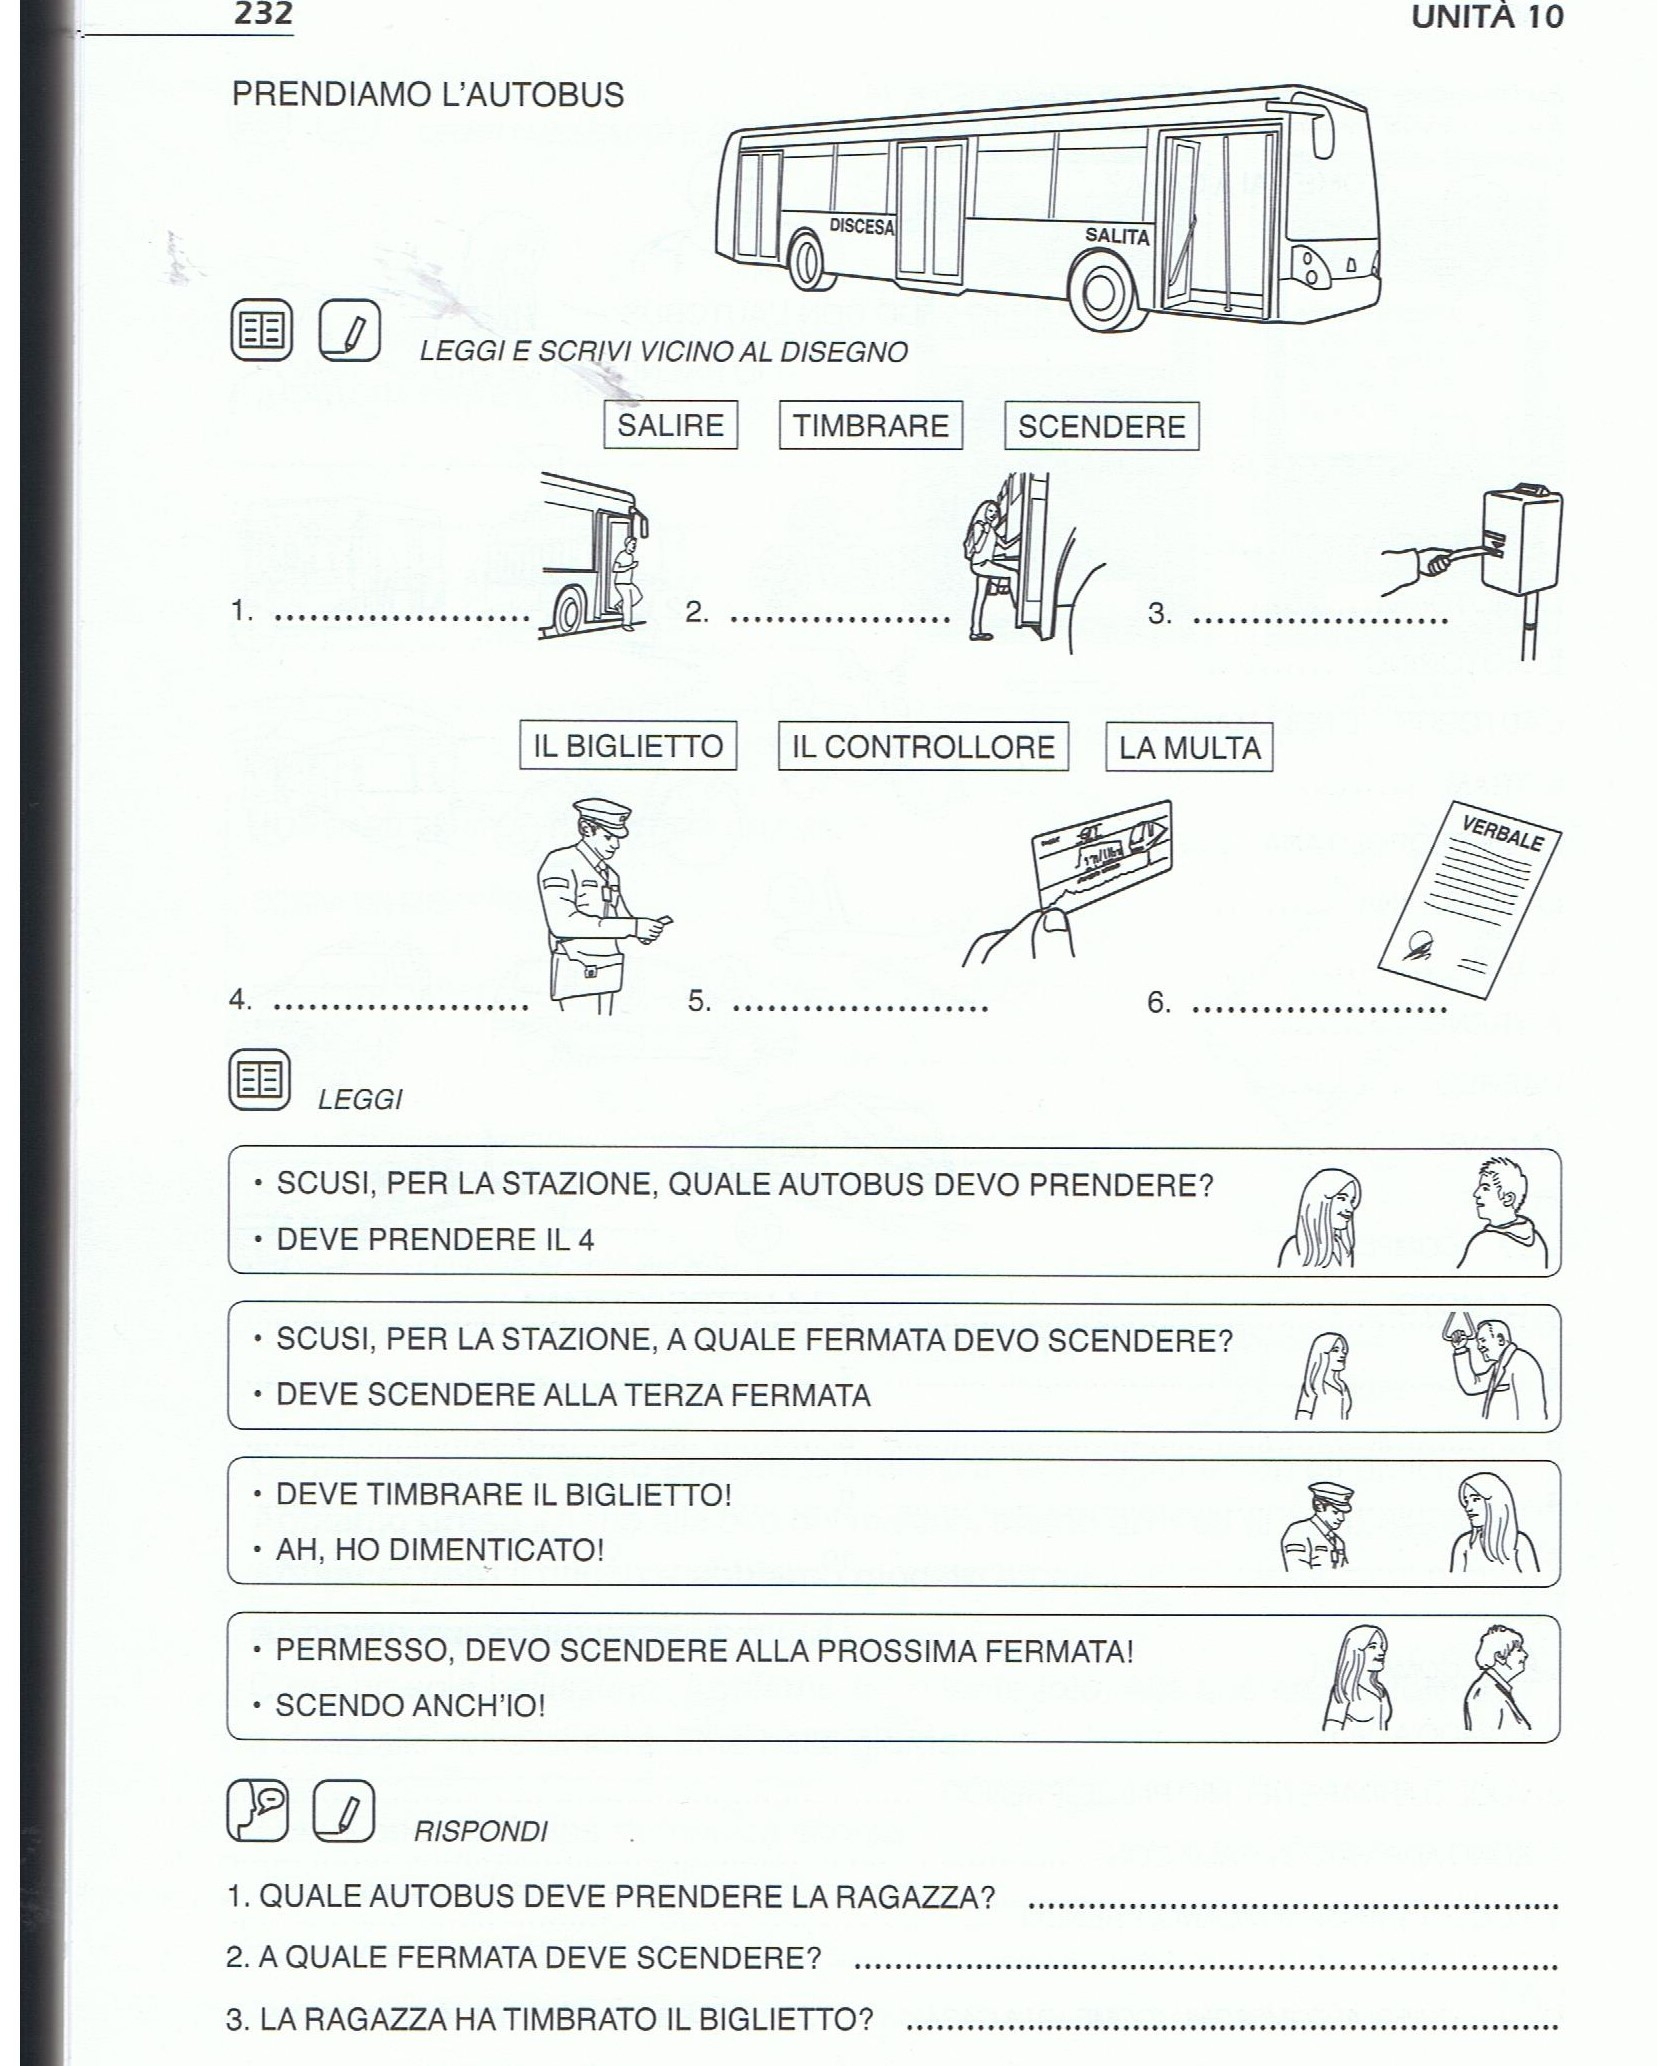 232
UNITÀ 10
PRENDIAMO L'AUTOBUS
DISCESA
SALITA
LEGGI E SCRIVI VICINO AL DISEGNO
SALIRE TIMBRARE SCENDERE
1. ..................... 2. ................... 3. .....................
IL BIGLIETTO IL CONTROLLORE LA MULTA
VERBALE
4. ..................... 5. ..................... 6. .....................
LEGGI
• SCUSI, PER LA STAZIONE, QUALE AUTOBUS DEVO PRENDERE?
• DEVE PRENDERE IL 4
• SCUSI, PER LA STAZIONE, A QUALE FERMATA DEVO SCENDERE?
• DEVE SCENDERE ALLA TERZA FERMATA
• DEVE TIMBRARE IL BIGLIETTO!
• AH, HO DIMENTICATO!
• PERMESSO, DEVO SCENDERE ALLA PROSSIMA FERMATA!
• SCENDO ANCH'IO!
RISPONDI
1. QUALE AUTOBUS DEVE PRENDERE LA RAGAZZA? ............................................
2. A QUALE FERMATA DEVE SCENDERE? ..........................................................
3. LA RAGAZZA HA TIMBRATO IL BIGLIETTO? ......................................................